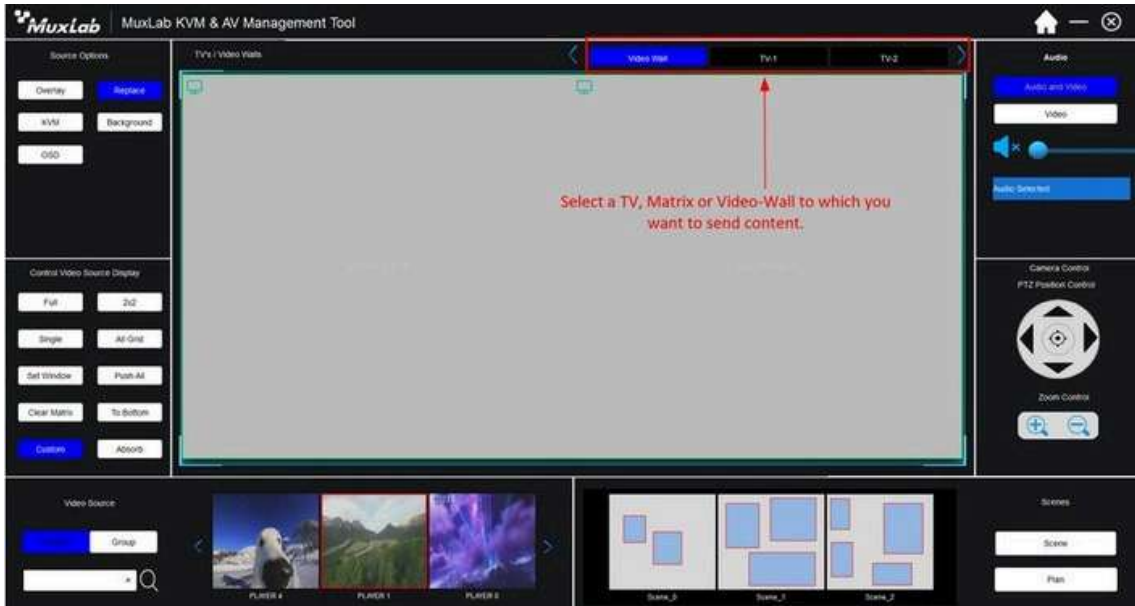 MuxLab
MuxLab KVM & AV Management Tool
Source Options
Overlay
Replace
KVM
Background
OSD
TV's / Video Walls
Video Wall
TV-1
TV-2
Select a TV, Matrix or Video-Wall to which you
want to send content.
Audio
Audio and Video
Video
Audio Selected
Control Video Source Display
Full
2x2
Single
All Grid
Set Window
Push-All
Clear Matrix
To Bottom
Custom
Absorb
Camera Control
PTZ Position Control
Zoom Control
Video Source
Group
PLAYER 4
PLAYER 1
Scene_0
Scene_1
Scene_2
Scenes
Scene
Plan